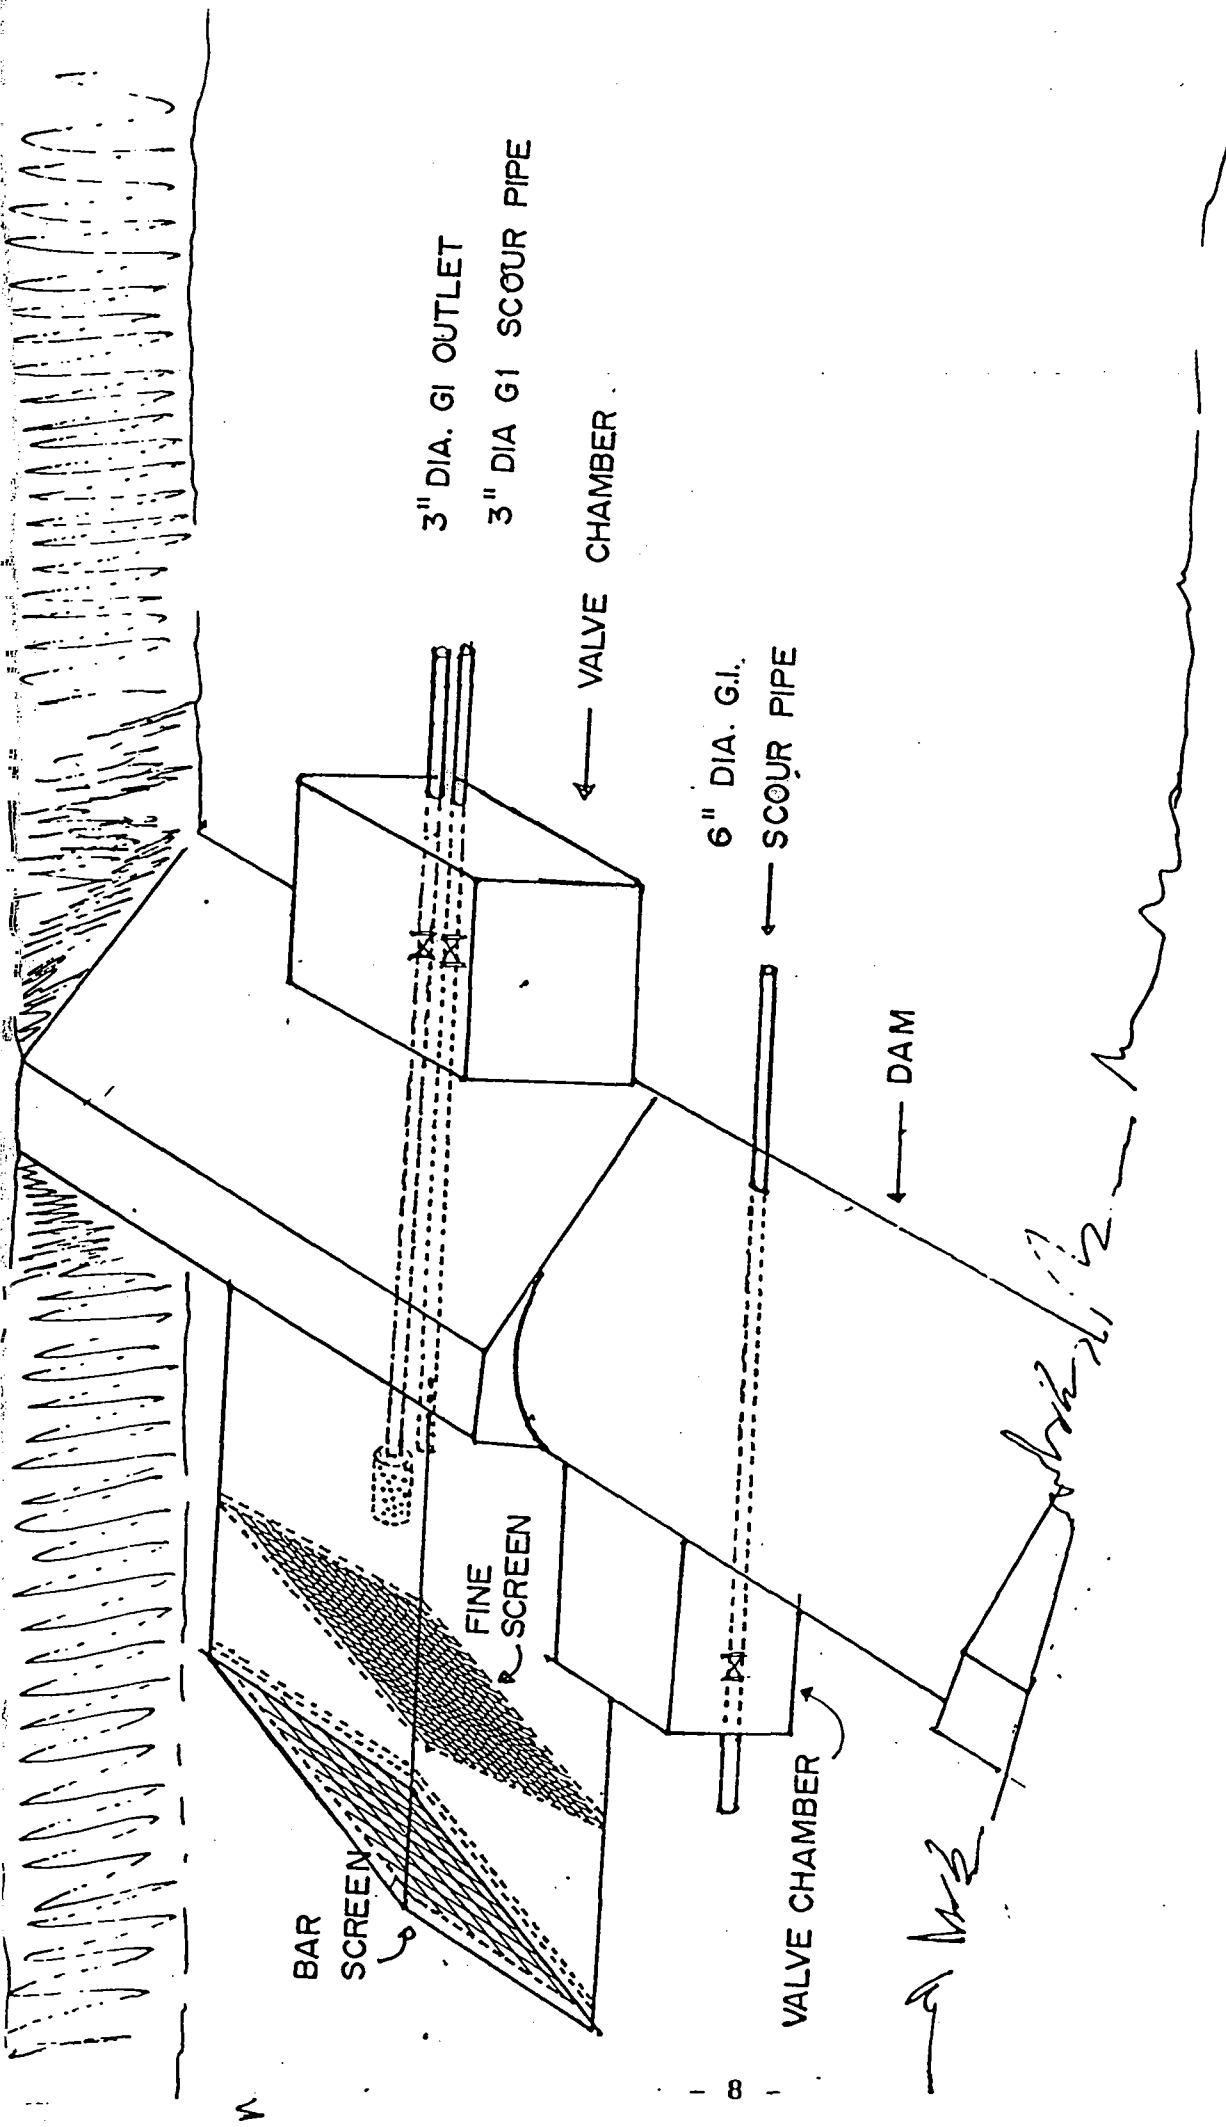 3" DIA. GI OUTLET
3" DIA GI SCOUR PIPE
VALVE CHAMBER
6" DIA. G.I.
SCOUR PIPE
DAM
FINE
SCREEN
BAR
SCREEN
VALVE CHAMBER
- 8 -